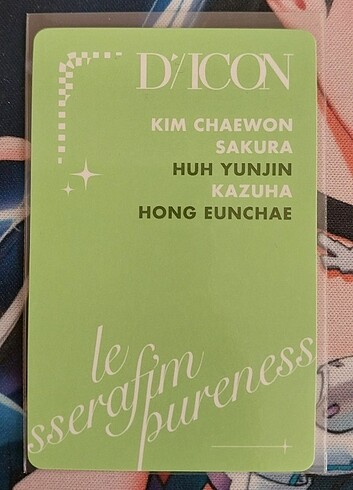 D'/ICON
KIM CHAEWON
SAKURA
HUH YUNJIN
KAZUHA
HONG EUNCHAE
le
sserafim
pureness